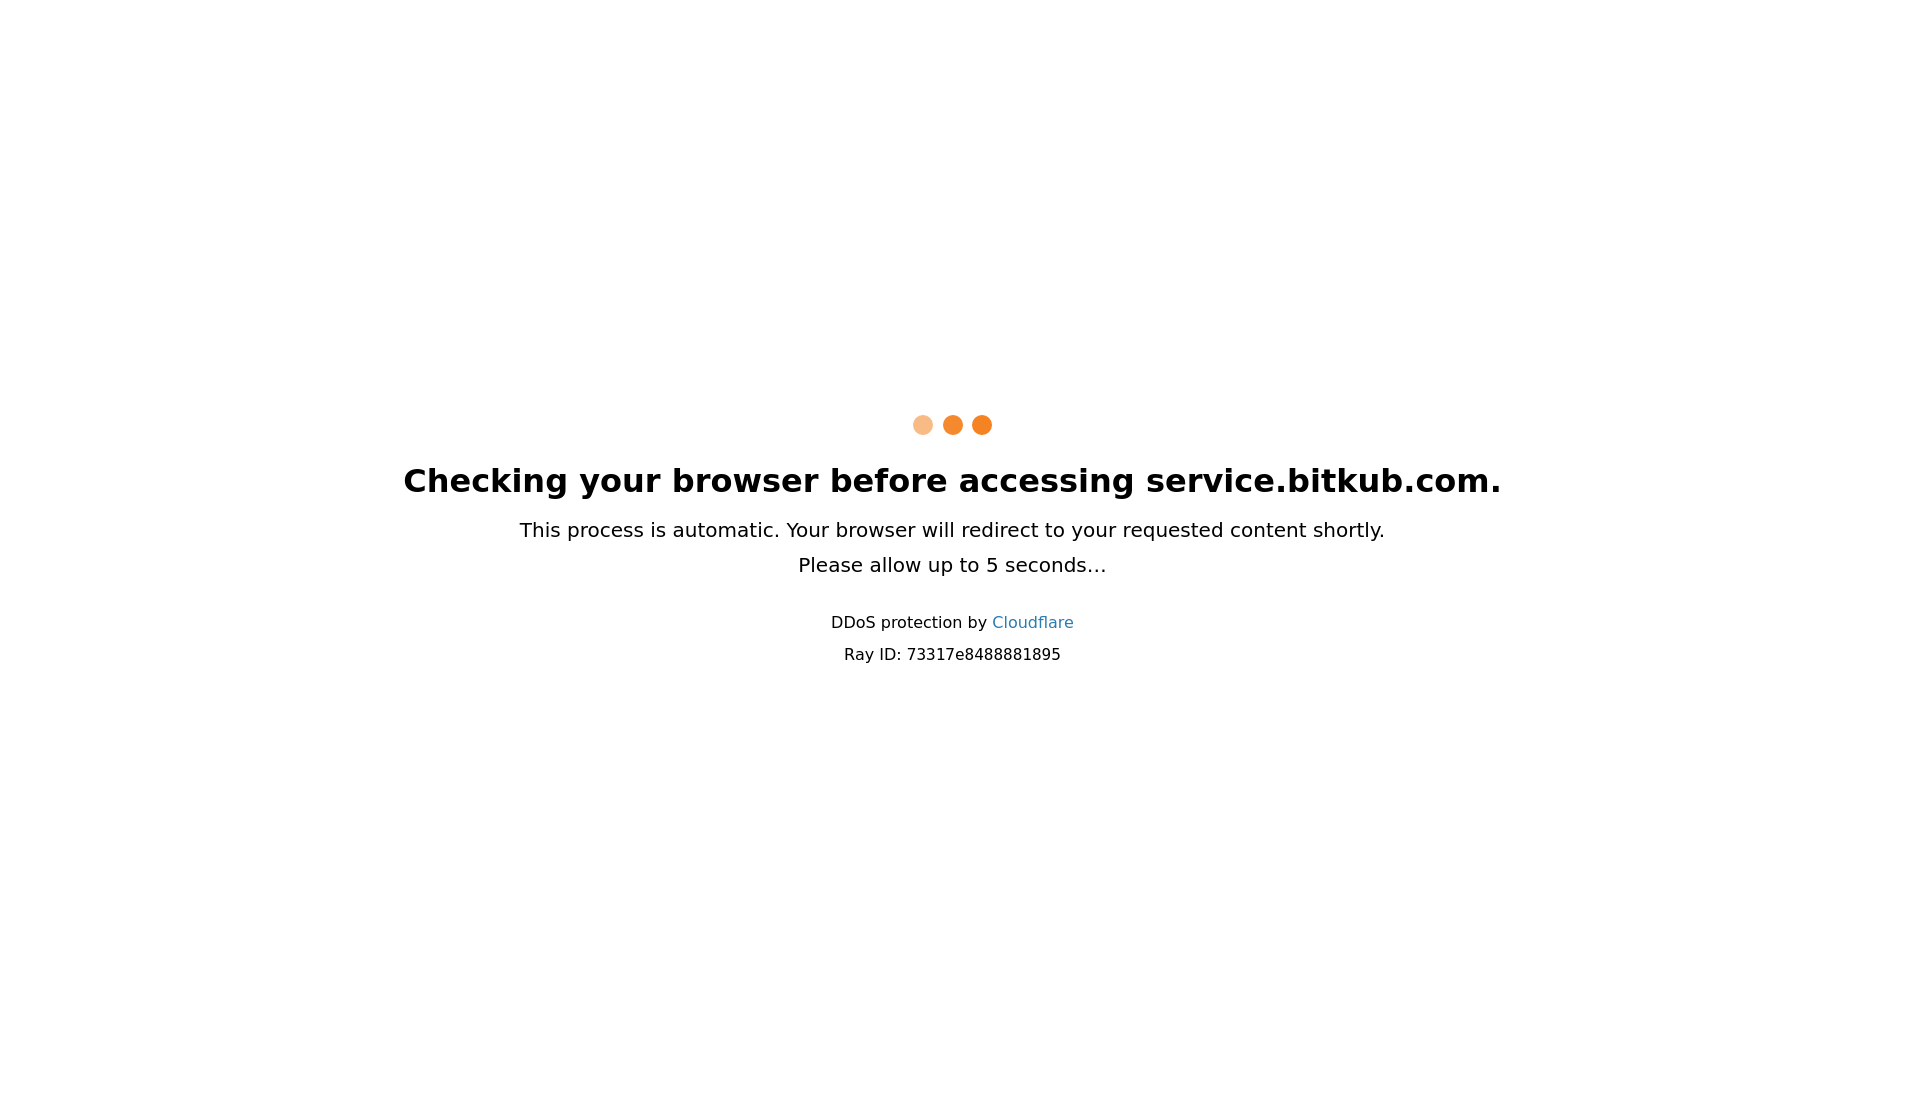 Checking your browser before accessing service.bitkub.com.
This process is automatic. Your browser will redirect to your requested content shortly.
Please allow up to 5 seconds…
DDoS protection by Cloudflare
Ray ID: 73317e8488881895